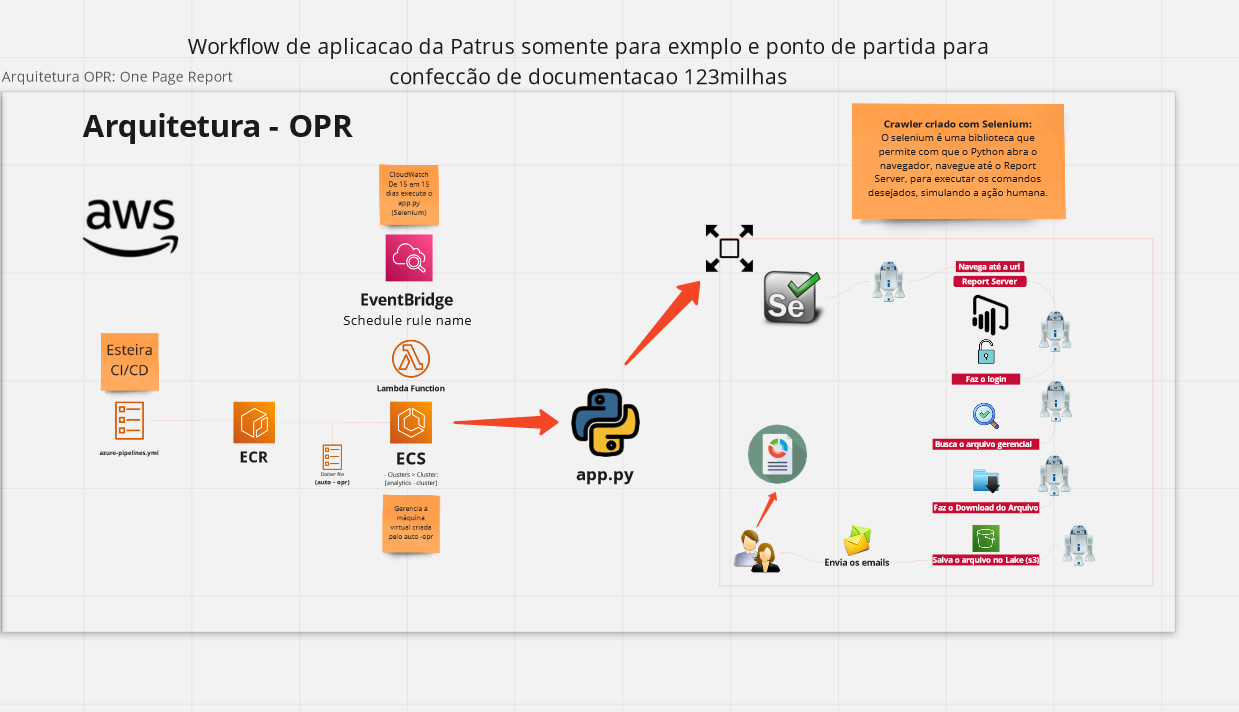 Workflow de aplicacao da Patrus somente para exmplo e ponto de partida para
confeccão de documentacao 123milhas
Arquitetura OPR: One Page Report
Arquitetura - OPR
aws
CloudWatch
De 15 em 15
dias executa o
app.py
(Selenium)
EventBridge
Schedule rule name
Lambda Function
Esteira
CI/CD
azure-pipelines.yml
ECR
Docker file
(auto - opr)
ECS
- Clusters > Cluster:
[analytics - cluster]
Gerencia a
máquina
virtual criada
pelo auto -opr
app.py
Crawler criado com Selenium:
O selenium é uma biblioteca que
permite com que o Python abra o
navegador, navegue até o Report
Server, para executar os comandos
desejados, simulando a ação humana.
Se
Navega até a url
Report Server
Faz o login
Busca o arquivo gerencial
Faz o Download do Arquivo
Salva o arquivo no Lake (s3)
Envia os emails